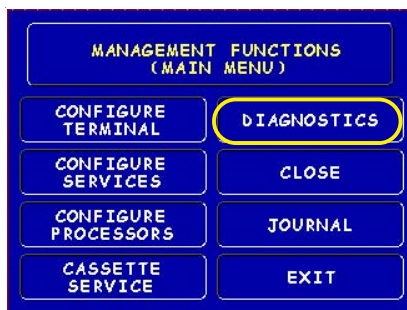 MANAGEMENT FUNCTIONS
(MAIN MENU)
CONFIGURE
TERMINAL
DIAGNOSTICS
CONFIGURE
SERVICES
CLOSE
CONFIGURE
PROCESSORS
JOURNAL
CASSETTE
SERVICE
EXIT